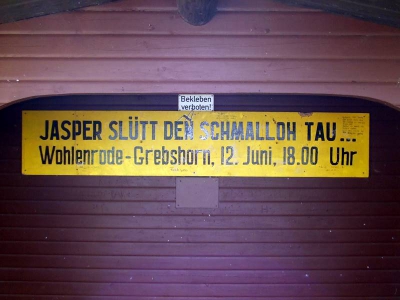 Bekleben
verboten!
JASPER SLÜTT DEN SCHMALLOH TAU...
Wohlenrode-Grebshorn, 12. Juni, 18.00 Uhr